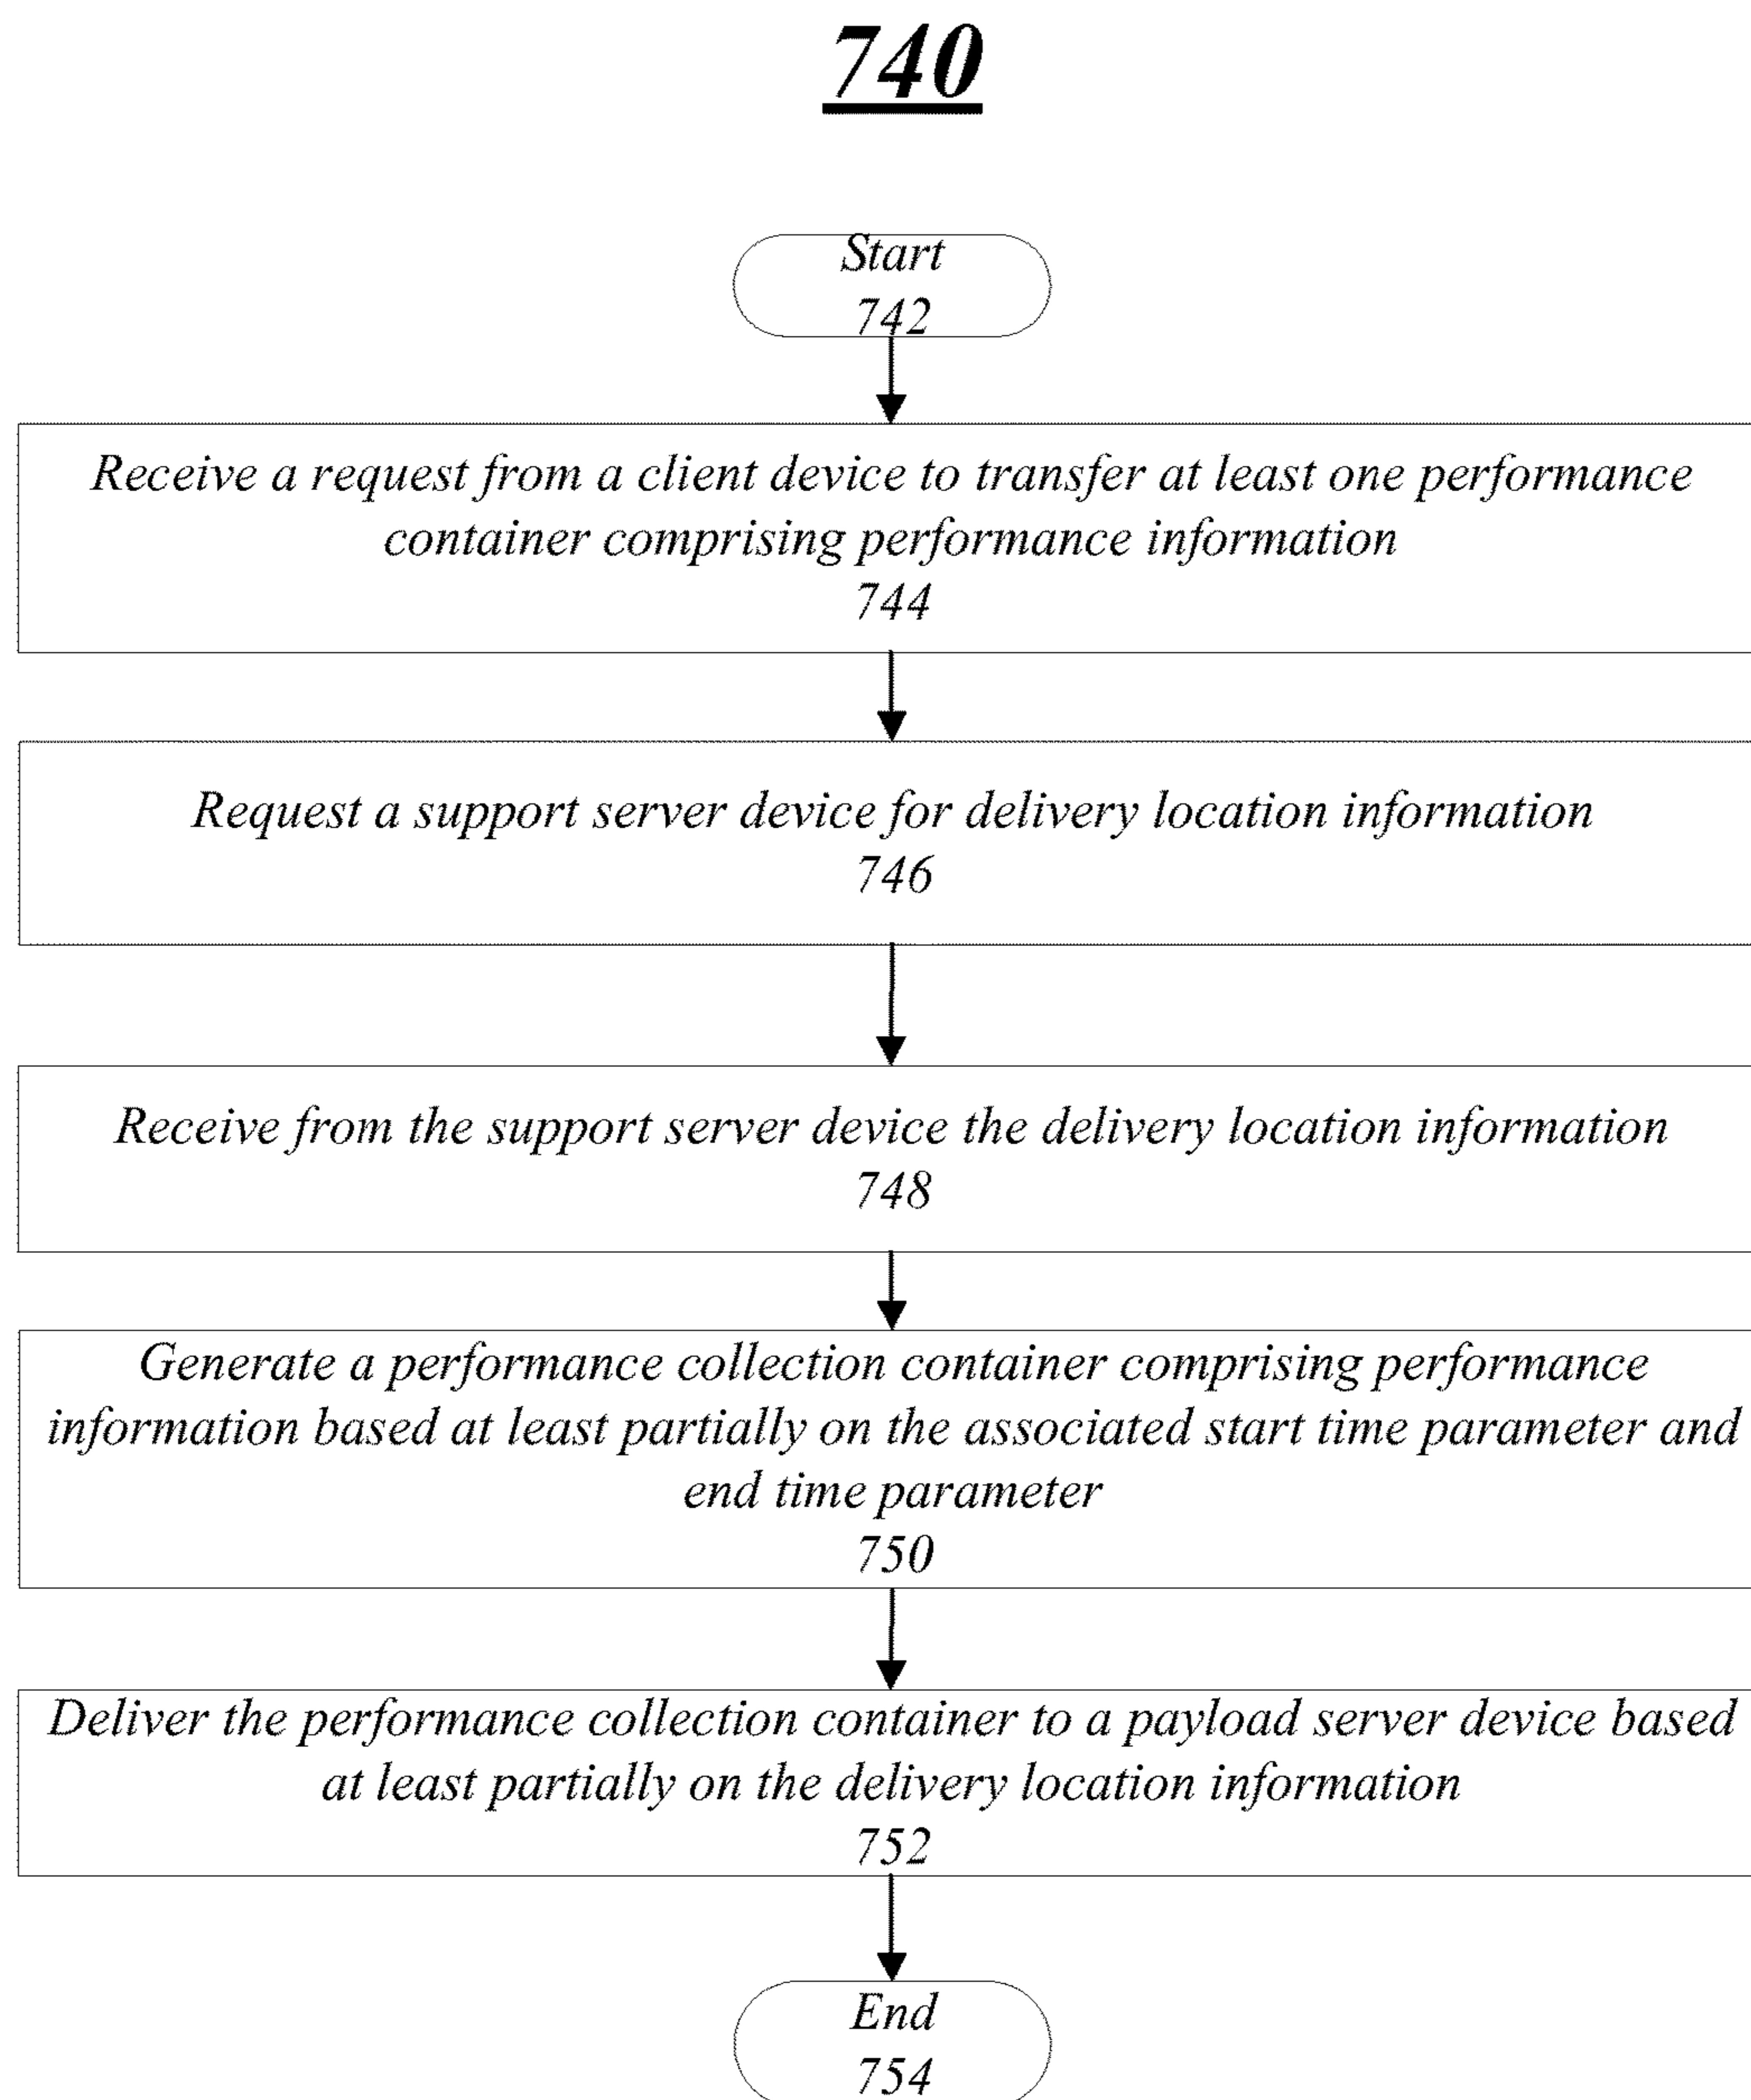 740
Start
742
Receive a request from a client device to transfer at least one performance
container comprising performance information
744
Request a support server device for delivery location information
746
Receive from the support server device the delivery location information
748
Generate a performance collection container comprising performance
information based at least partially on the associated start time parameter and
end time parameter
750
Deliver the performance collection container to a payload server device based
at least partially on the delivery location information
752
End
754